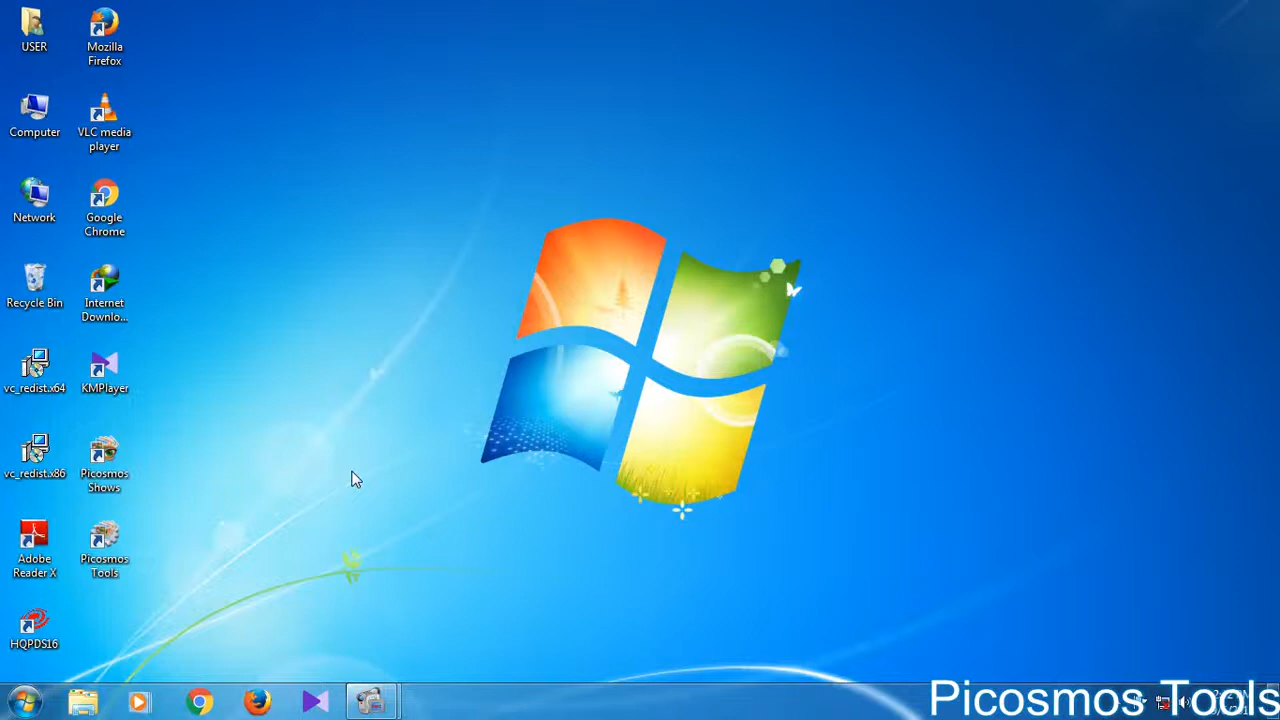 USER
Mozilla
Firefox
Computer
VLC media
player
Network
Google
Chrome
Recycle Bin
Internet
Downlo...
vc_redist.x64
KMPlayer
vc_redist.x86
Picosmos
Shows
Adobe
Reader X
Picosmos
Tools
HQPDS16
Picosmos Tools